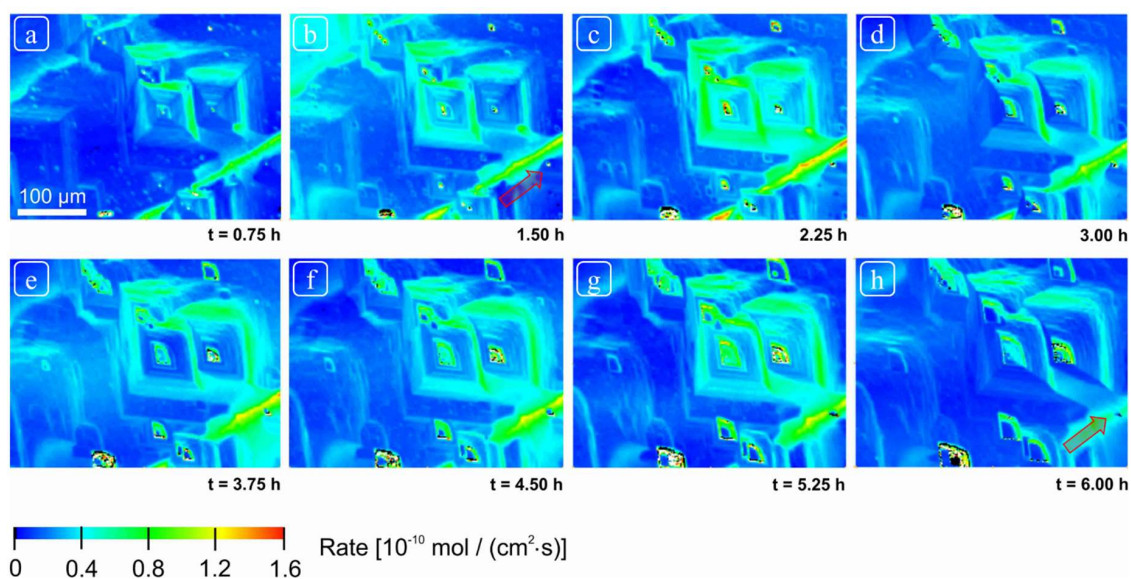 a b c d
100 µm
t = 0.75 h 1.50 h 2.25 h 3.00 h
e f g h
t = 3.75 h t = 4.50 h t = 5.25 h t = 6.00 h
0 0.4 0.8 1.2 1.6
Rate [10⁻¹⁰ mol / (cm²·s)]